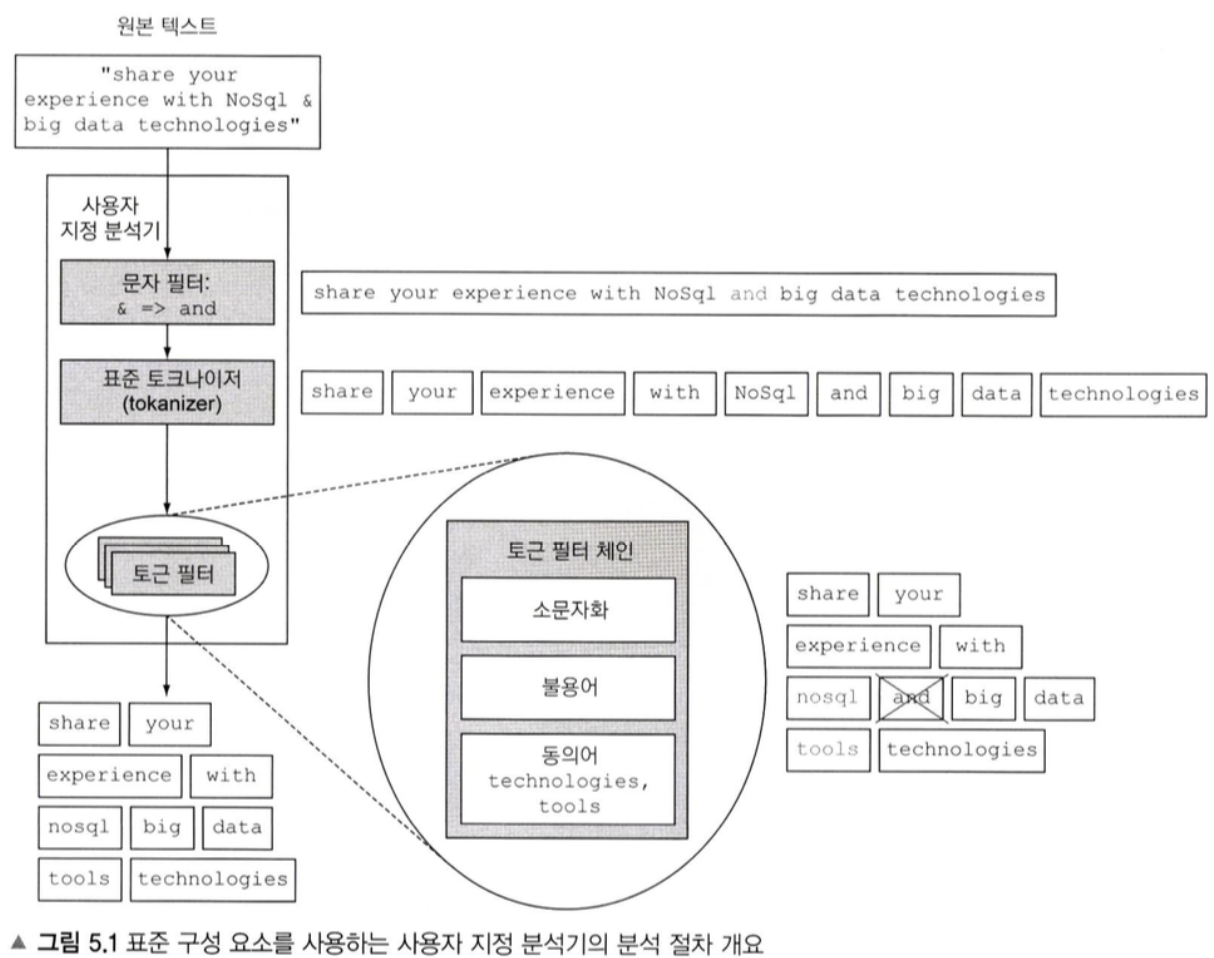 원본 텍스트
"share your
experience with NoSql &
big data technologies"
사용자
지정 분석기
문자 필터:
& => and
share your experience with NoSql and big data technologies
표준 토크나이저
(tokanizer)
share your experience with NoSql and big data technologies
토큰 필터
토근 필터 체인
소문자화
불용어
동의어
technologies,
tools
share your
experience with
nosql and big data
tools technologies
share your
experience with
nosql big data
tools technologies
▲ 그림 5.1 표준 구성 요소를 사용하는 사용자 지정 분석기의 분석 절차 개요